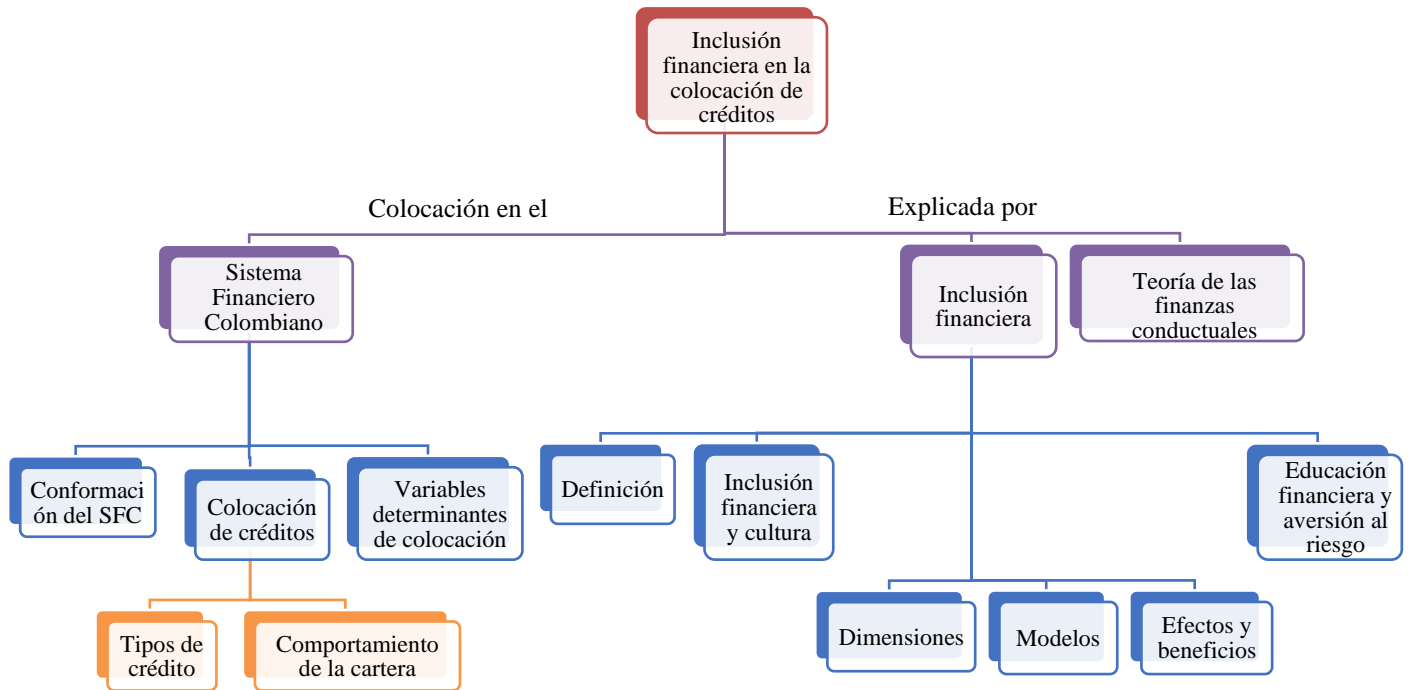 Inclusión
financiera en la
colocación de
créditos
Colocación en el
Explicada por
Sistema
Financiero
Colombiano
Inclusión
financiera
Teoría de las
finanzas
conductuales
Conformaci
ón del SFC
Colocación
de créditos
Variables
determinantes
de colocación
Definición
Inclusión
financiera
y cultura
Educación
financiera y
aversión al
riesgo
Tipos de
crédito
Comportamiento
de la cartera
Dimensiones
Modelos
Efectos y
beneficios